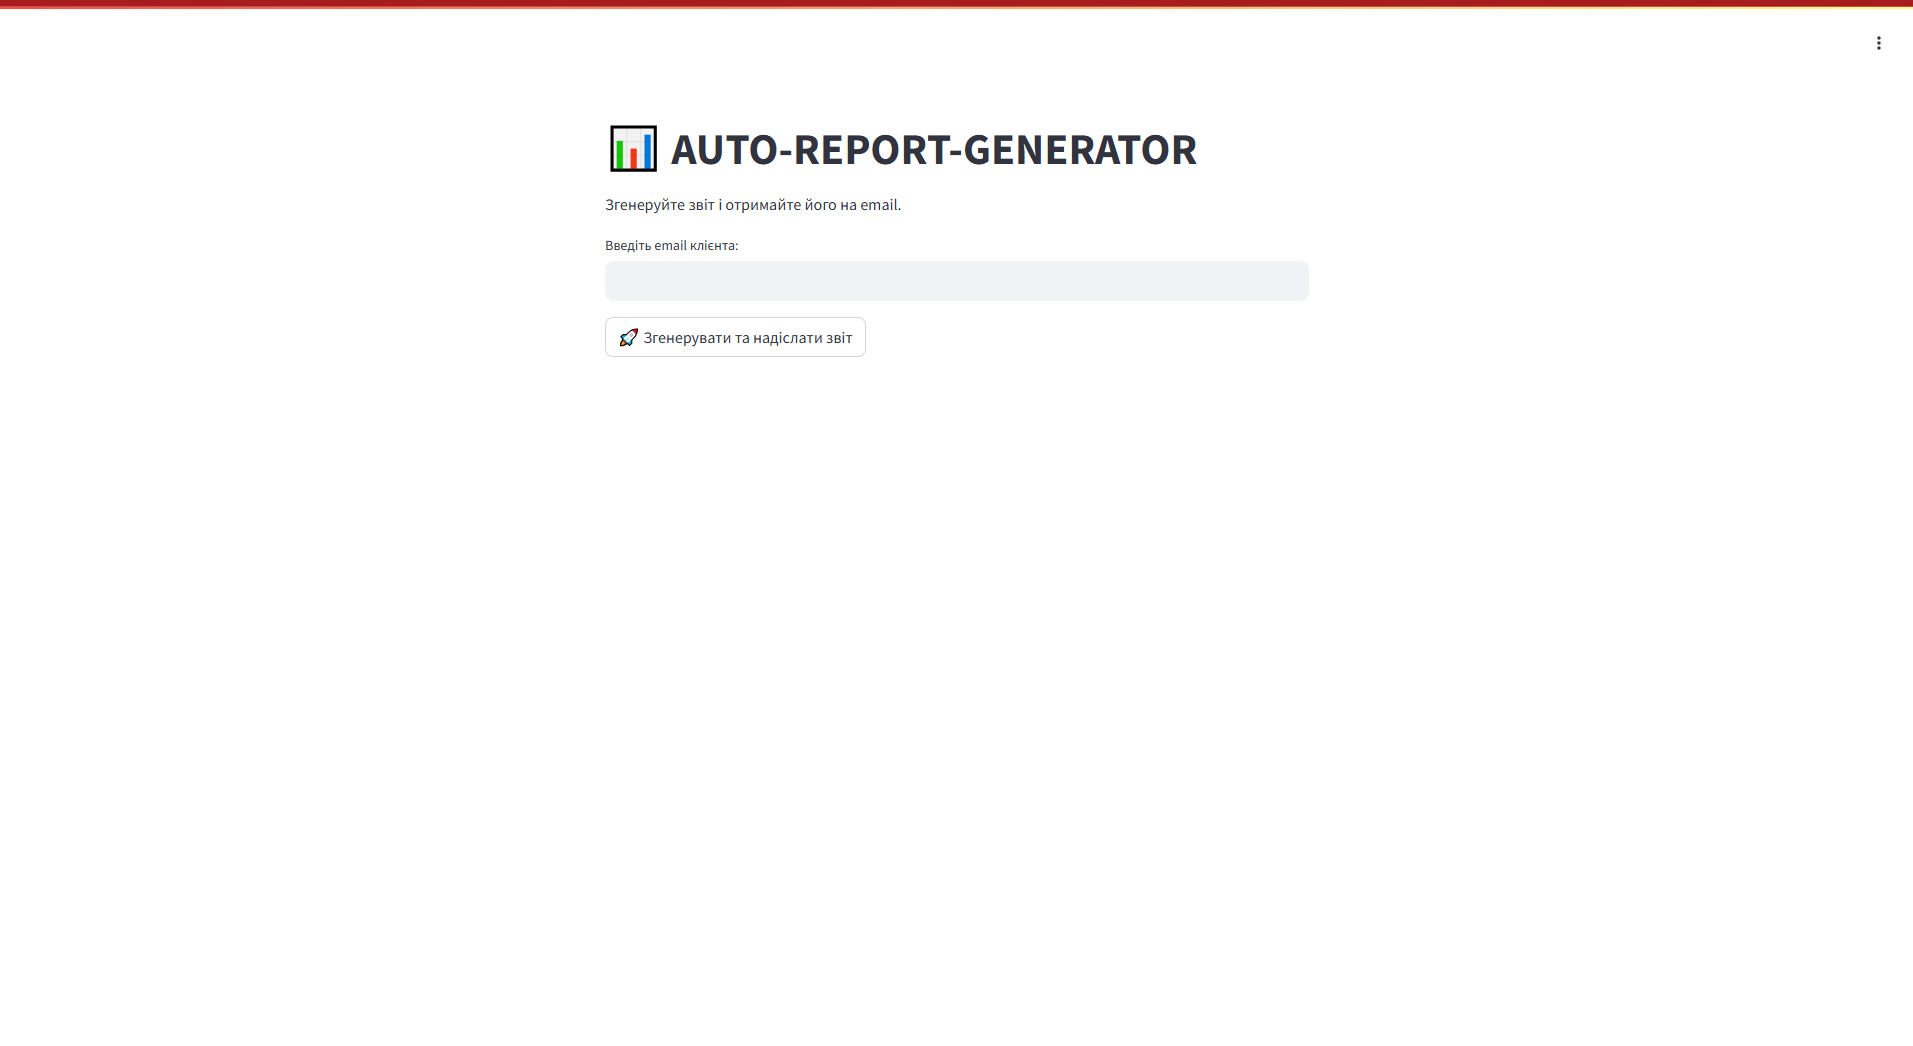 AUTO-REPORT-GENERATOR
Згенеруйте звіт і отримайте його на email.
Введіть email клієнта:
Згенерувати та надіслати звіт